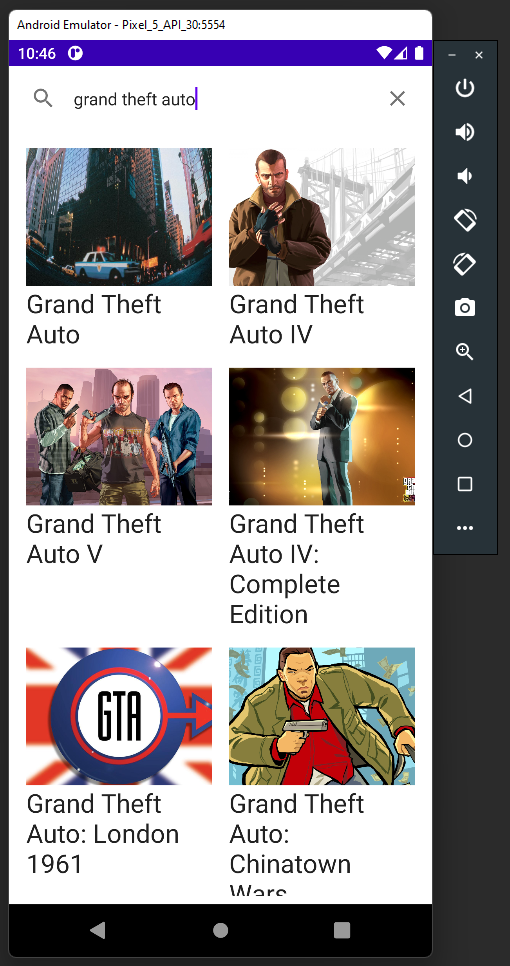 Android Emulator - Pixel_5_API_30:5554
10:46
grand theft auto
Grand Theft
Auto
Grand Theft
Auto IV
Grand Theft
Auto V
Grand Theft
Auto IV:
Complete
Edition
GTA
Grand Theft
Auto: London
1961
Grand Theft
Auto:
Chinatown
Wars